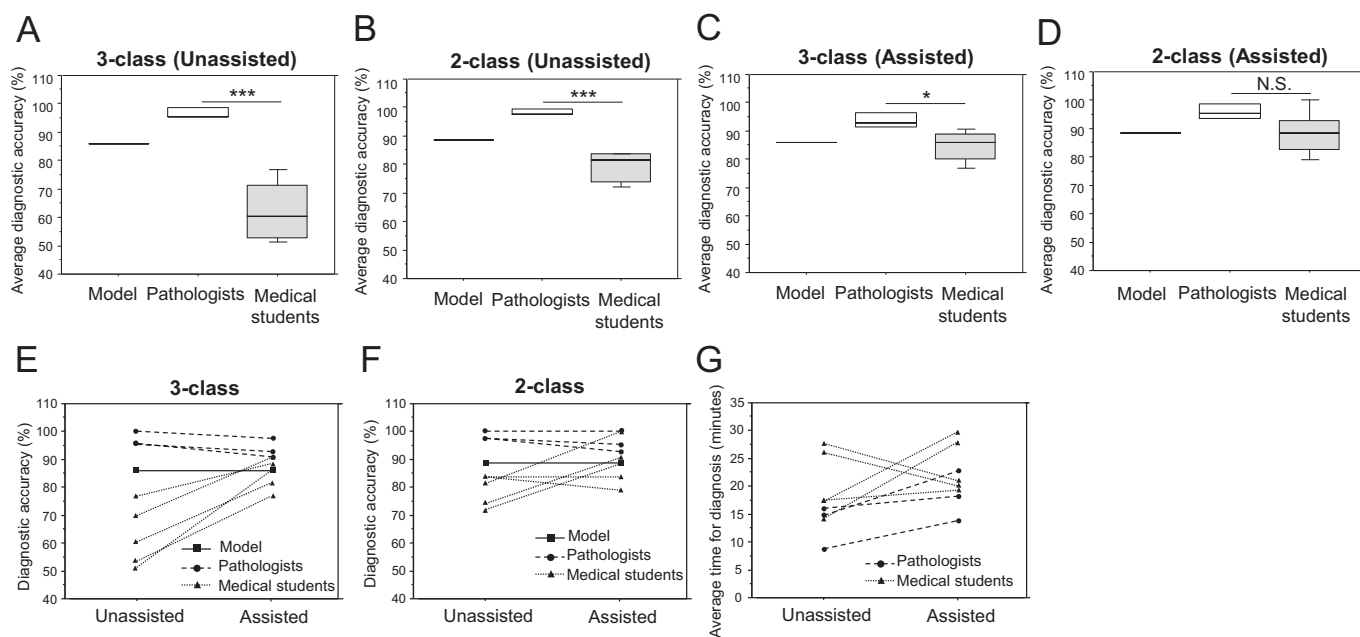 A
3-class (Unassisted)
Average diagnostic accuracy (%)
110
100
90
80
70
60
50
40
***
Model
Pathologists
Medical
students
B
2-class (Unassisted)
Average diagnostic accuracy (%)
110
100
90
80
70
60
50
40
***
Model
Pathologists
Medical
students
C
3-class (Assisted)
Average diagnostic accuracy (%)
110
100
90
80
70
60
50
40
*
Model
Pathologists
Medical
students
D
2-class (Assisted)
Average diagnostic accuracy (%)
110
100
90
80
70
60
50
40
N.S.
Model
Pathologists
Medical
students
E
3-class
Diagnostic accuracy (%)
110
100
90
80
70
60
50
40
Model
Pathologists
Medical students
Unassisted
Assisted
F
2-class
Diagnostic accuracy (%)
110
100
90
80
70
60
50
40
Model
Pathologists
Medical students
Unassisted
Assisted
G
Average time for diagnosis (minutes)
35
30
25
20
15
10
5
0
Pathologists
Medical students
Unassisted
Assisted